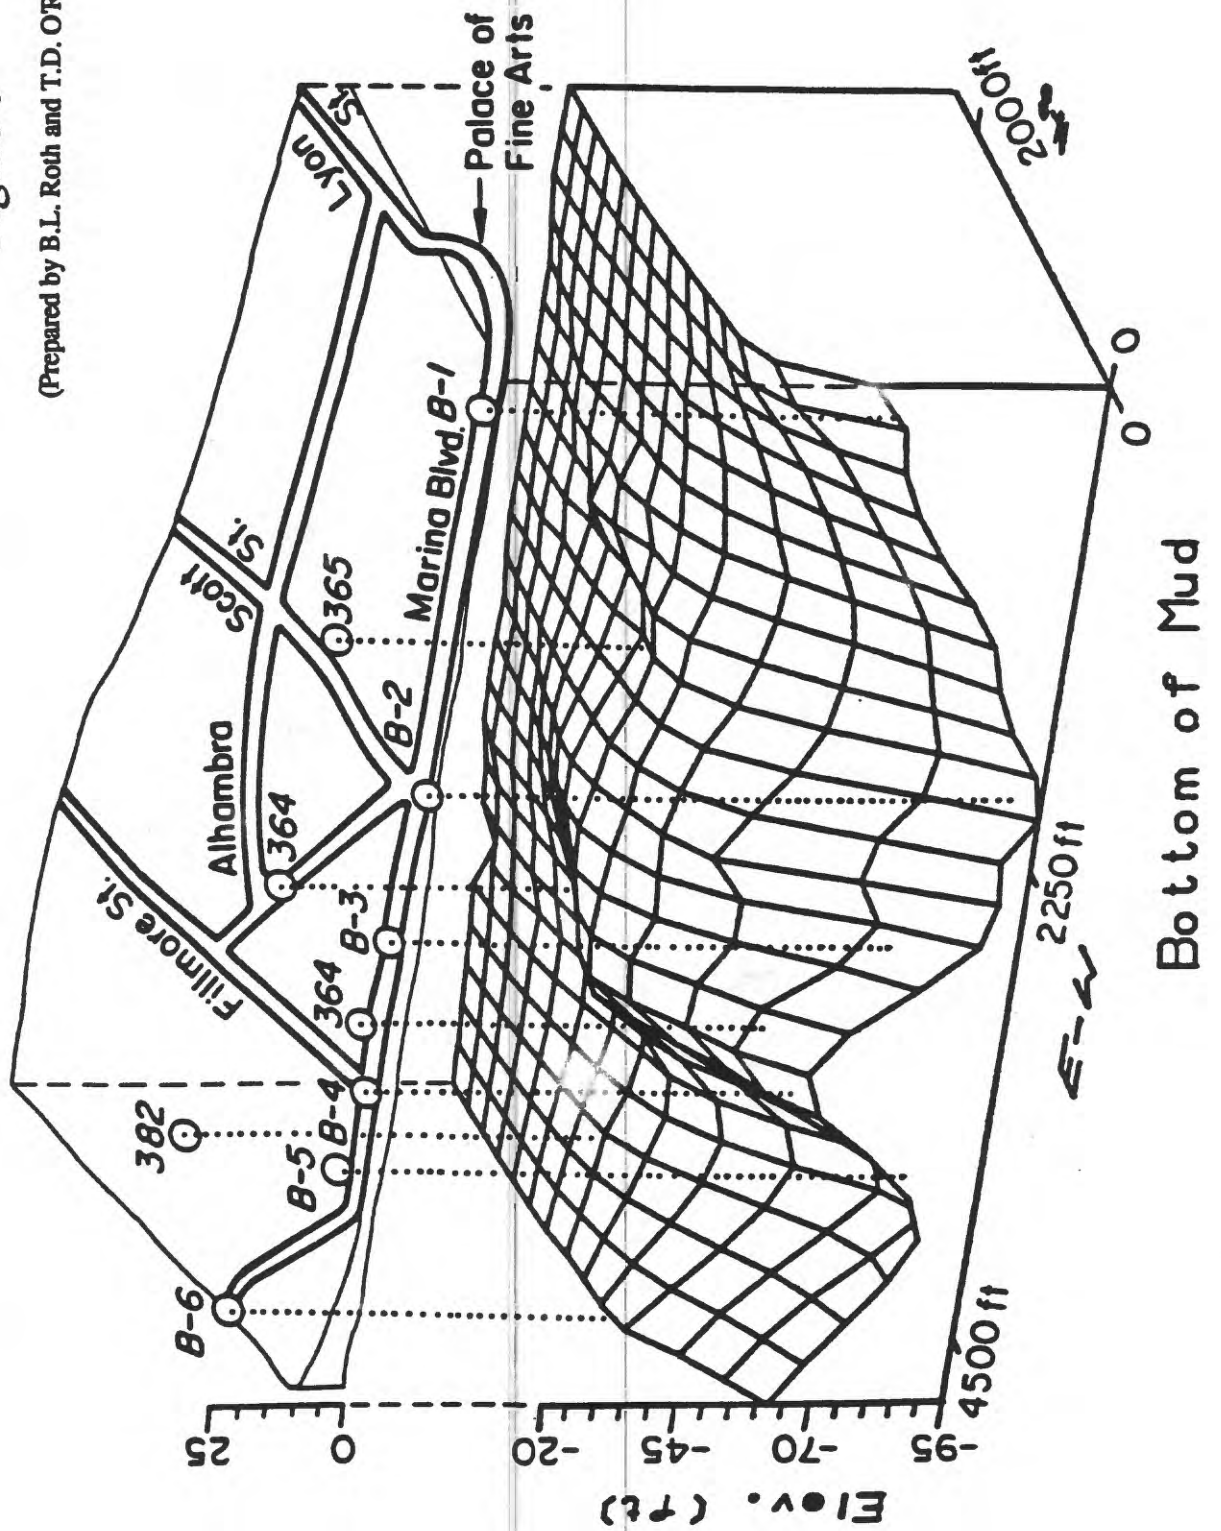 (Prepared by B.L. Roth and T.D. O'R
Lyon
St.
Palace of
Fine Arts
Scott
St.
365
Marina Blvd.
B-1
Alhambra
B-2
364
Fillmore St.
B-3
364
382
B-4
B-5
B-6
25
0
-20
-45
-70
-95
Elev. (ft)
4500 ft
2250 ft
0
0
2000 ft
E-W
Bottom of Mud